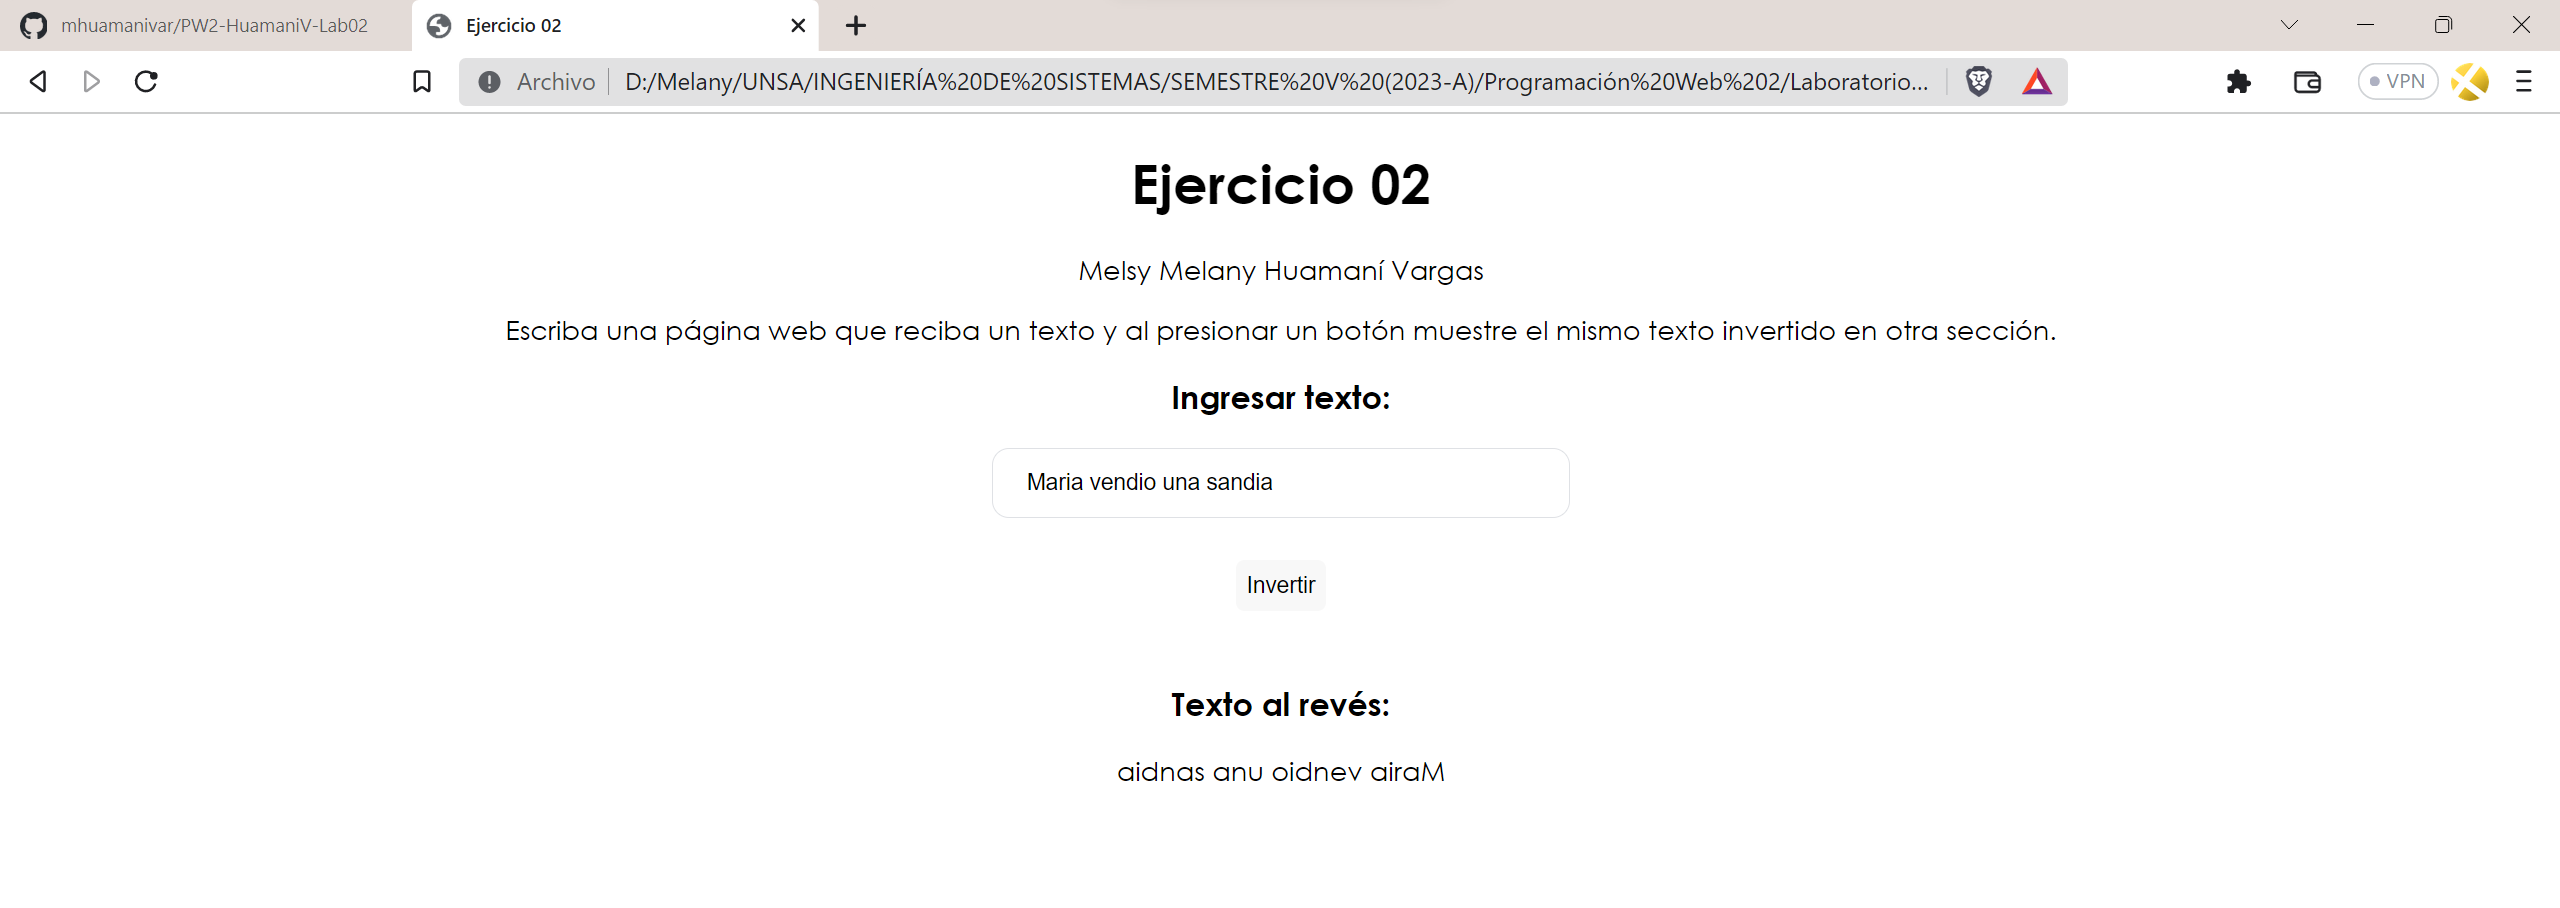 mhuamanivar/PW2-HuamaniV-Lab02
Ejercicio 02
Archivo
D:/Melany/UNSA/INGENIERÍA%20DE%20SISTEMAS/SEMESTRE%20V%20(2023-A)/Programación%20Web%202/Laboratorio...
VPN
Ejercicio 02
Melsy Melany Huamaní Vargas
Escriba una página web que reciba un texto y al presionar un botón muestre el mismo texto invertido en otra sección.
Ingresar texto:
Maria vendio una sandia
Invertir
Texto al revés:
aidnas anu oidnev airaM